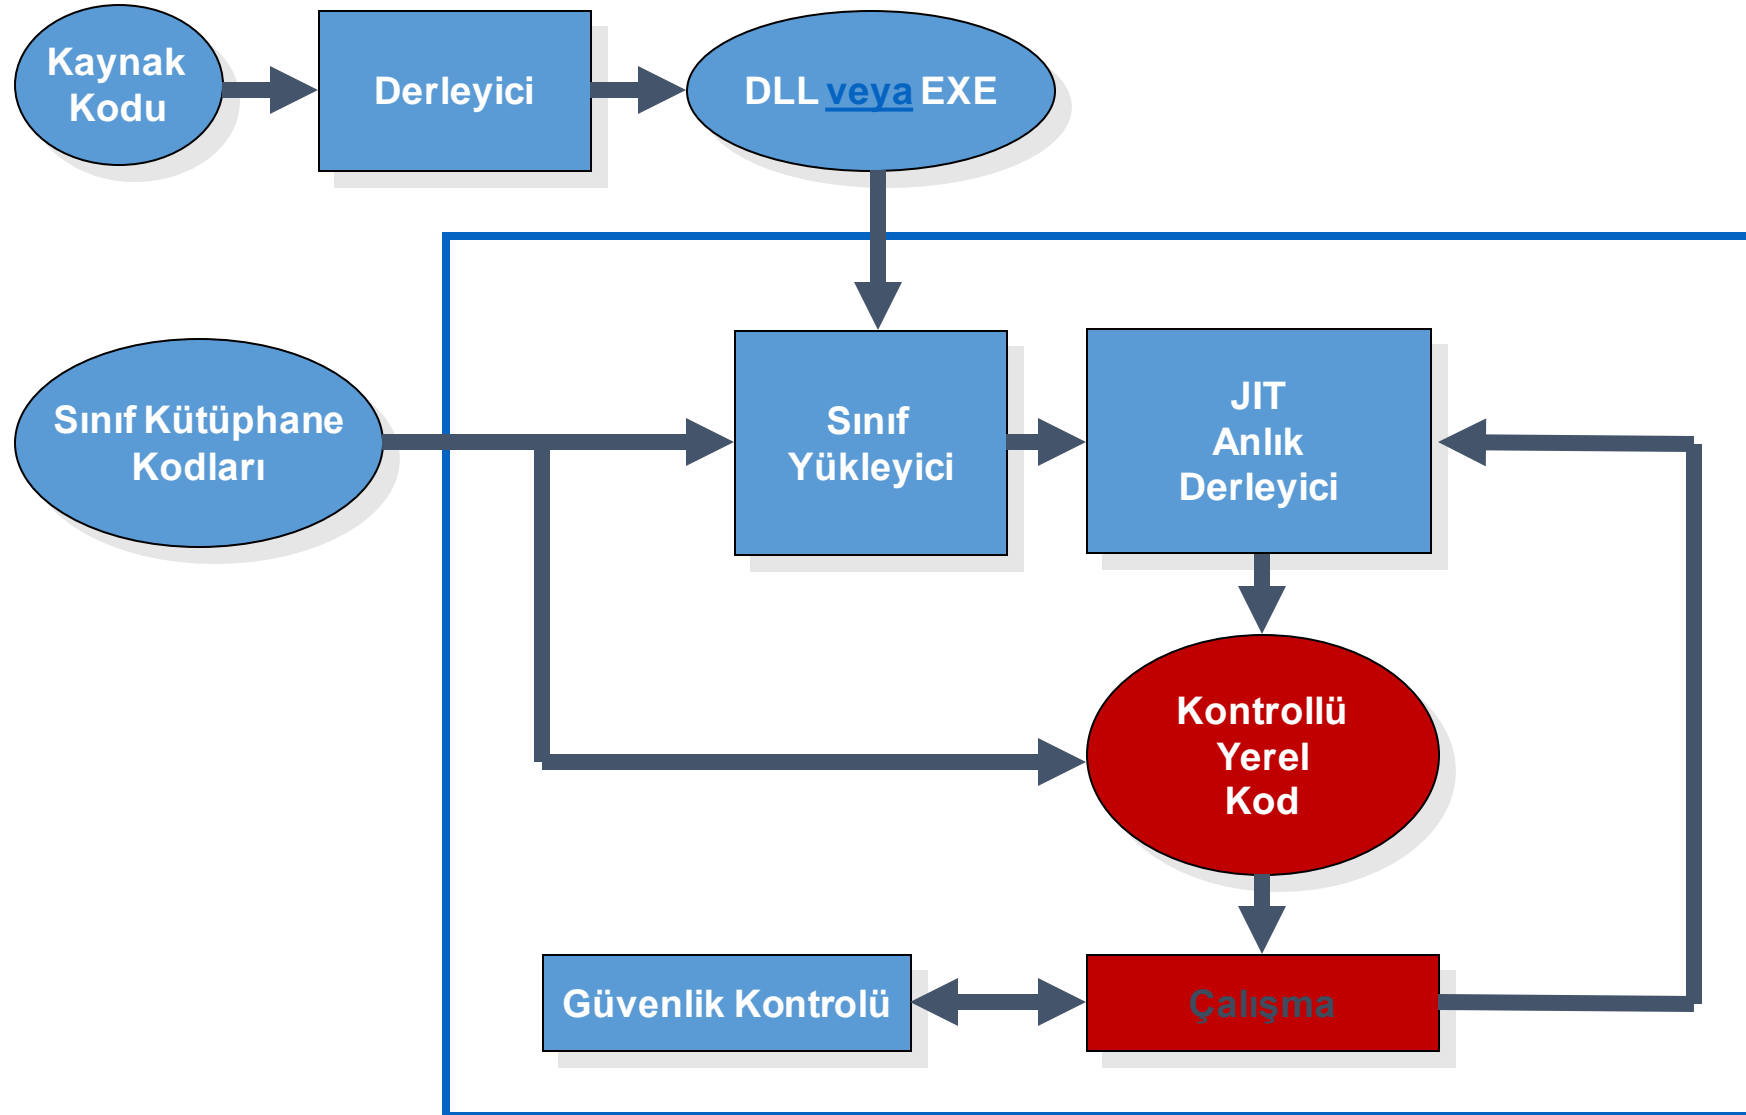 Kaynak
Kodu
Derleyici
DLL veya EXE
Sınıf Kütüphane
Kodları
Sınıf
Yükleyici
JIT
Anlık
Derleyici
Kontrollü
Yerel
Kod
Güvenlik Kontrolü
Çalışma